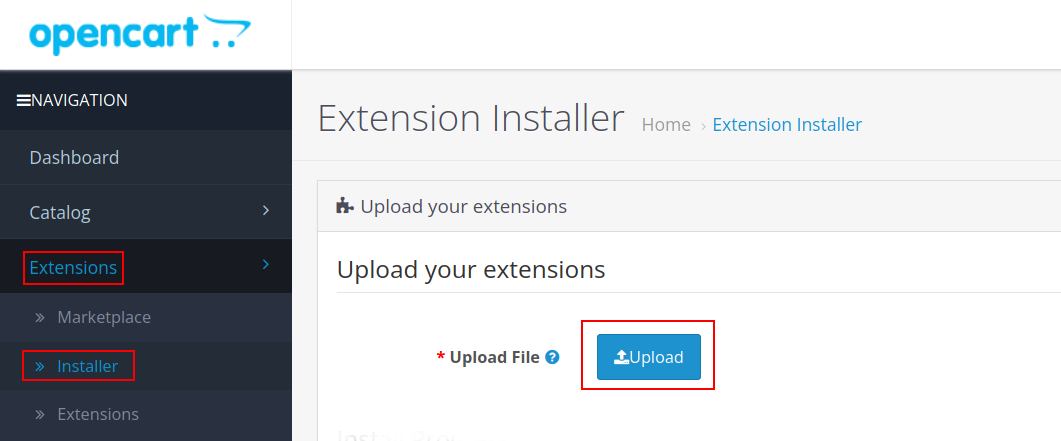 opencart
NAVIGATION
Extension Installer Home › Extension Installer
Dashboard
Catalog
Upload your extensions
Extensions
Upload your extensions
Marketplace
* Upload File
Upload
Installer
Extensions